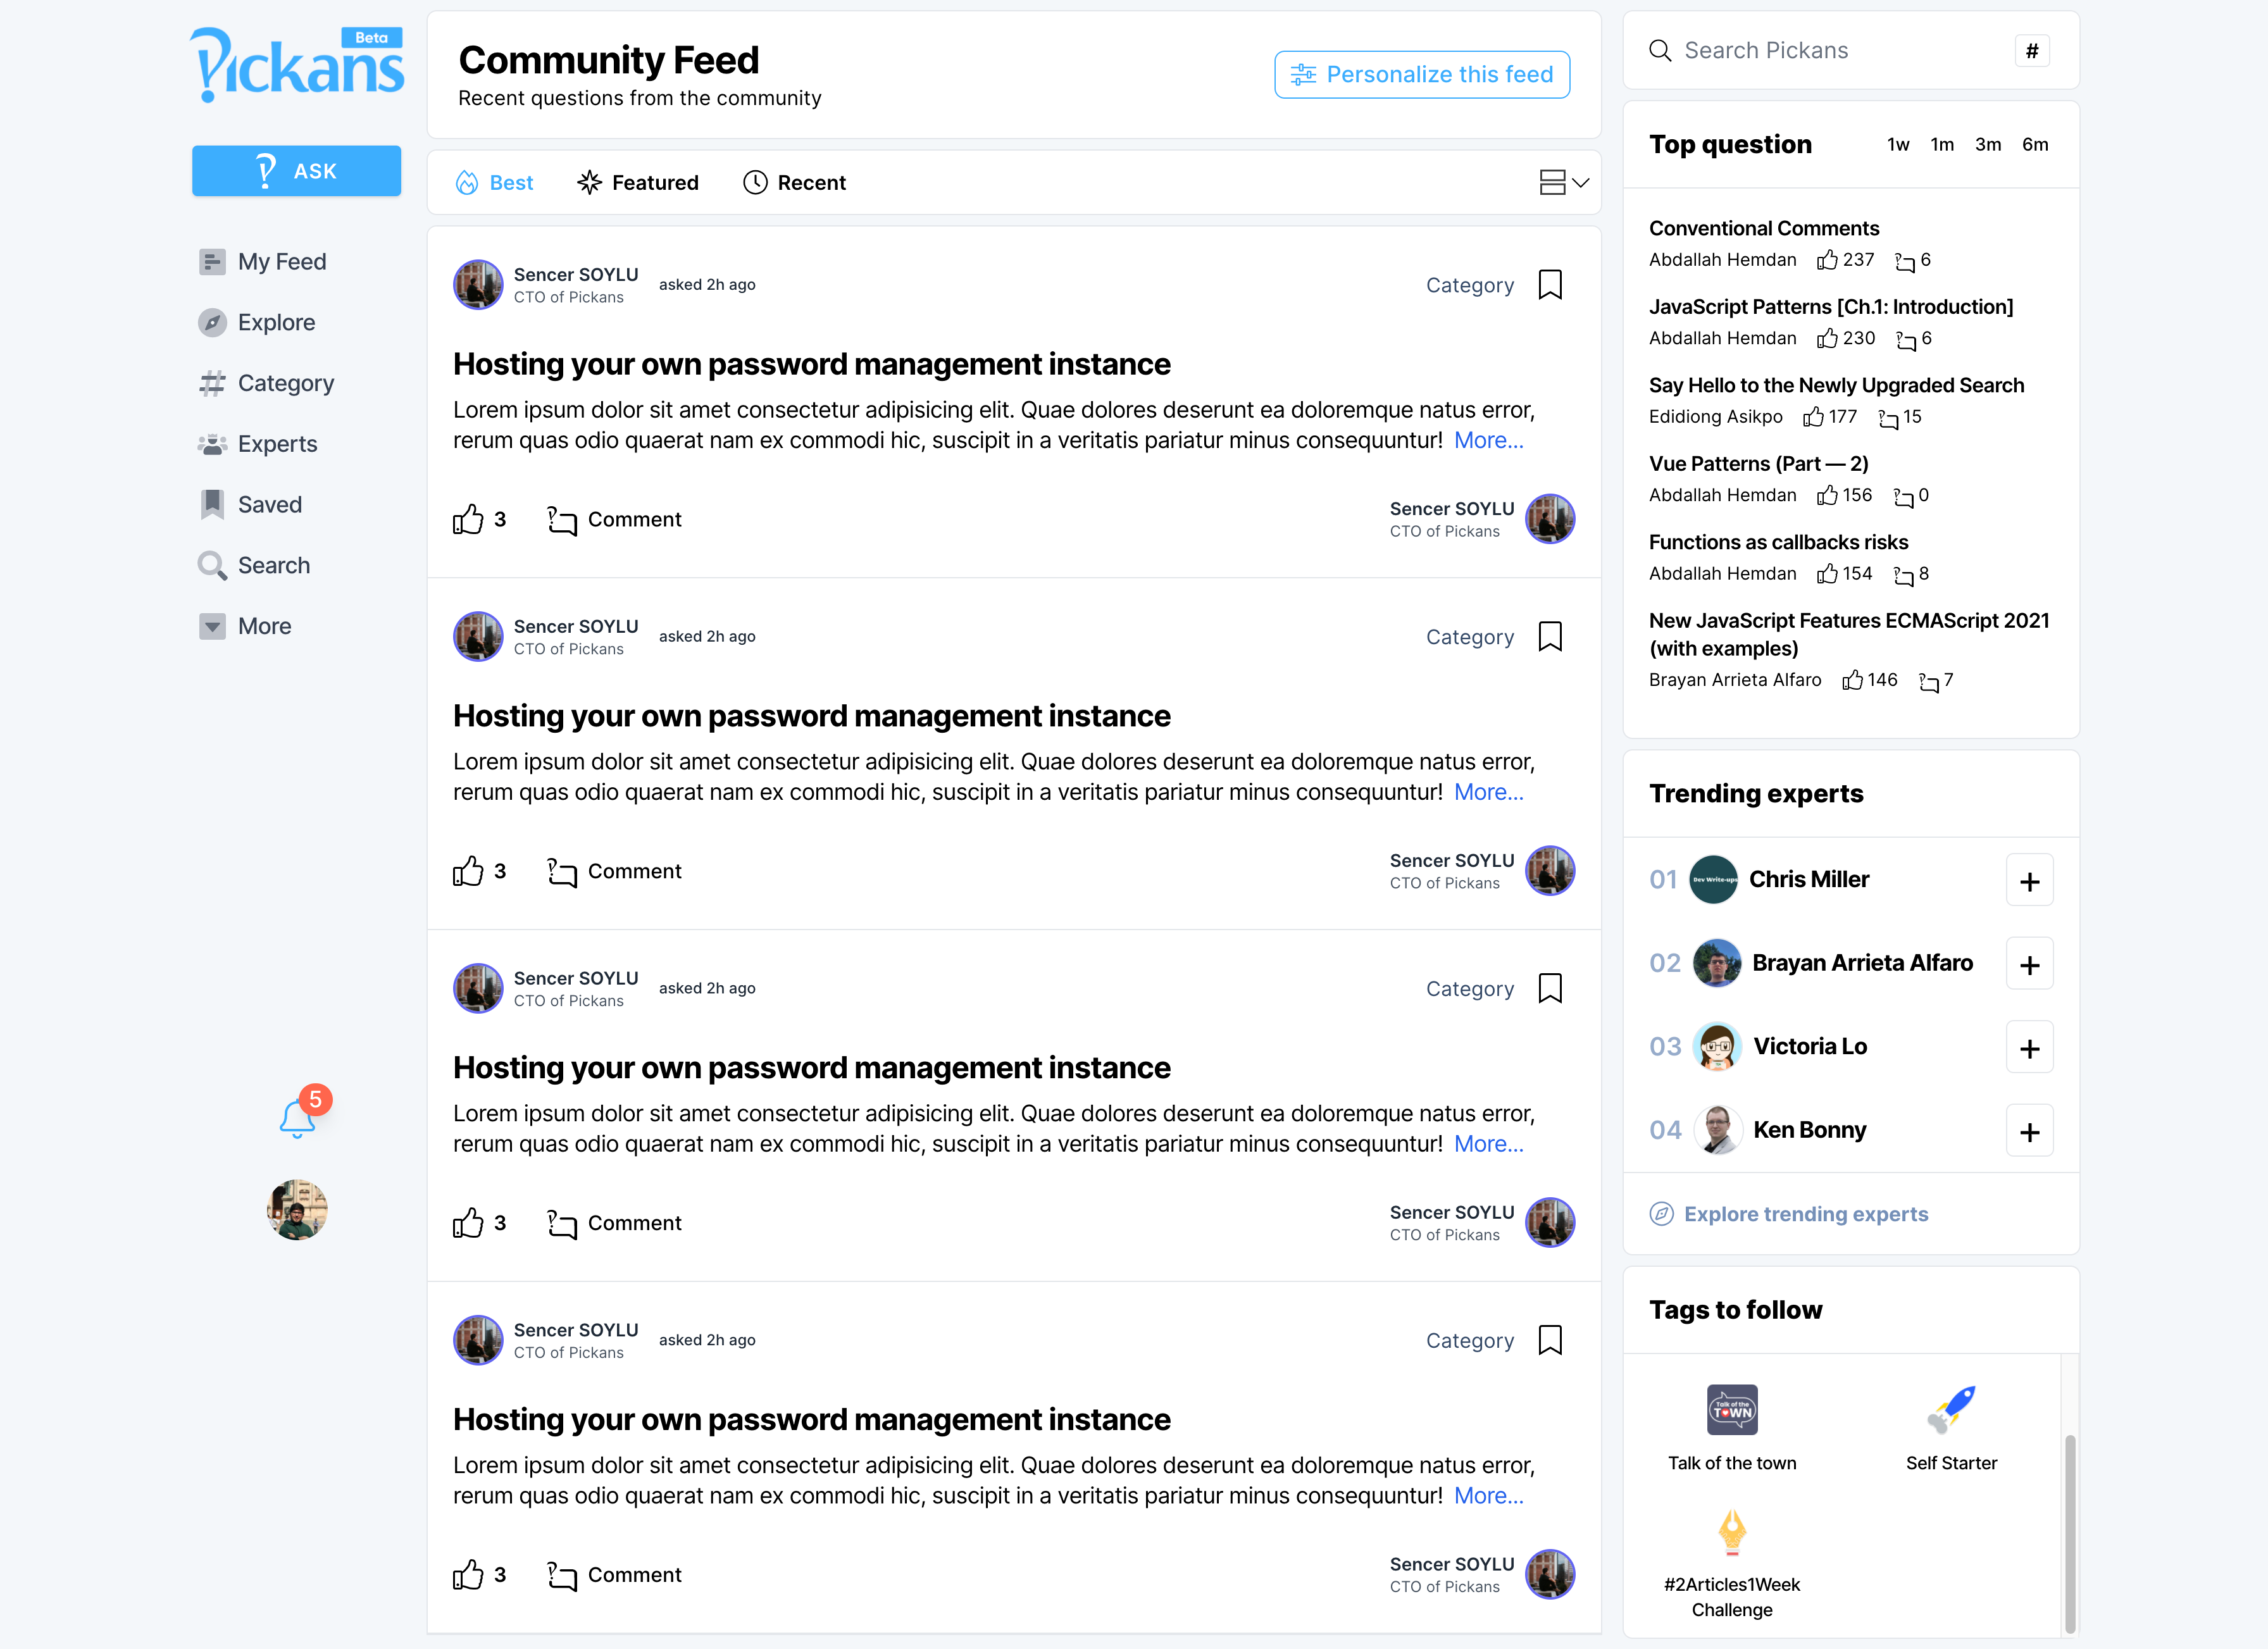 Pickans
Beta
ASK
My Feed
Explore
Category
Experts
Saved
Search
More
5
Community Feed
Recent questions from the community
Personalize this feed
Best
Featured
Recent
Sencer SOYLU
CTO of Pickans
asked 2h ago
Category
Hosting your own password management instance
Lorem ipsum dolor sit amet consectetur adipisicing elit. Quae dolores deserunt ea doloremque natus error,
rerum quas odio quaerat nam ex commodi hic, suscipit in a veritatis pariatur minus consequuntur! More...
3
Comment
Sencer SOYLU
CTO of Pickans
Sencer SOYLU
CTO of Pickans
asked 2h ago
Category
Hosting your own password management instance
Lorem ipsum dolor sit amet consectetur adipisicing elit. Quae dolores deserunt ea doloremque natus error,
rerum quas odio quaerat nam ex commodi hic, suscipit in a veritatis pariatur minus consequuntur! More...
3
Comment
Sencer SOYLU
CTO of Pickans
Sencer SOYLU
CTO of Pickans
asked 2h ago
Category
Hosting your own password management instance
Lorem ipsum dolor sit amet consectetur adipisicing elit. Quae dolores deserunt ea doloremque natus error,
rerum quas odio quaerat nam ex commodi hic, suscipit in a veritatis pariatur minus consequuntur! More...
3
Comment
Sencer SOYLU
CTO of Pickans
Sencer SOYLU
CTO of Pickans
asked 2h ago
Category
Hosting your own password management instance
Lorem ipsum dolor sit amet consectetur adipisicing elit. Quae dolores deserunt ea doloremque natus error,
rerum quas odio quaerat nam ex commodi hic, suscipit in a veritatis pariatur minus consequuntur! More...
3
Comment
Sencer SOYLU
CTO of Pickans
Search Pickans
#
Top question
1w 1m 3m 6m
Conventional Comments
Abdallah Hemdan 237 6
JavaScript Patterns [Ch.1: Introduction]
Abdallah Hemdan 230 6
Say Hello to the Newly Upgraded Search
Edidiong Asikpo 177 15
Vue Patterns (Part — 2)
Abdallah Hemdan 156 0
Functions as callbacks risks
Abdallah Hemdan 154 8
New JavaScript Features ECMAScript 2021
(with examples)
Brayan Arrieta Alfaro 146 7
Trending experts
01 Dev Write-ups Chris Miller +
02 Brayan Arrieta Alfaro +
03 Victoria Lo +
04 Ken Bonny +
Explore trending experts
Tags to follow
Talk of the
TOWN
Talk of the town
Self Starter
#2Articles1Week
Challenge